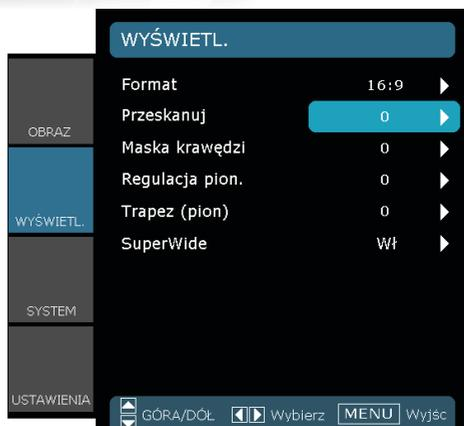 WYŚWIETL.
Format 16:9
Przeskanuj 0
Maska krawędzi 0
Regulacja pion. 0
Trapez (pion) 0
SuperWide Wł
OBRAZ
WYŚWIETL.
SYSTEM
USTAWIENIA
GÓRA/DÓŁ Wybierz MENU Wyjśc